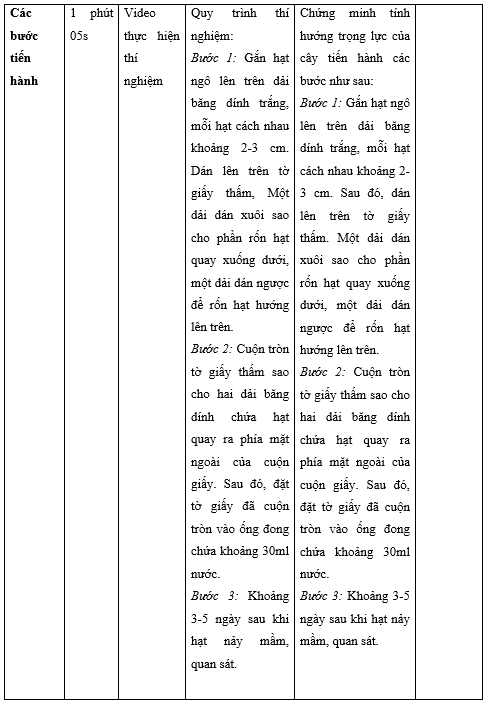 Các
bước
tiến
hành
1 phút
05s
Video
thực hiện
thí
nghiệm
Quy trình thí
nghiệm:
Bước 1: Gắn hạt
ngô lên trên dải
băng dính trắng,
mỗi hạt cách nhau
khoảng 2-3 cm.
Dán lên trên tờ
giấy thấm, Một
dải dán xuôi sao
cho phần rốn hạt
quay xuống dưới,
một dải dán ngược
để rốn hạt hướng
lên trên.
Bước 2: Cuộn tròn
tờ giấy thấm sao
cho hai dải băng
dính chứa hạt
quay ra phía mặt
ngoài của cuộn
giấy. Sau đó, đặt
tờ giấy đã cuộn
tròn vào ống đong
chứa khoảng 30ml
nước.
Bước 3: Khoảng
3-5 ngày sau khi
hạt nảy mầm,
quan sát.
Chứng minh tính
hướng trọng lực của
cây tiến hành các
bước như sau:
Bước 1: Gắn hạt ngô
lên trên dải băng
dính trắng, mỗi hạt
cách nhau khoảng 2-
3 cm. Sau đó, dán
lên trên tờ giấy
thấm. Một dải dán
xuôi sao cho phần
rốn hạt quay xuống
dưới, một dải dán
ngược để rốn hạt
hướng lên trên.
Bước 2: Cuộn tròn
tờ giấy thấm sao cho
hai dải băng dính
chứa hạt quay ra
phía mặt ngoài của
cuộn giấy. Sau đó,
đặt tờ giấy đã cuộn
tròn vào ống đong
chứa khoảng 30ml
nước.
Bước 3: Khoảng 3-5
ngày sau khi hạt nảy
mầm, quan sát.